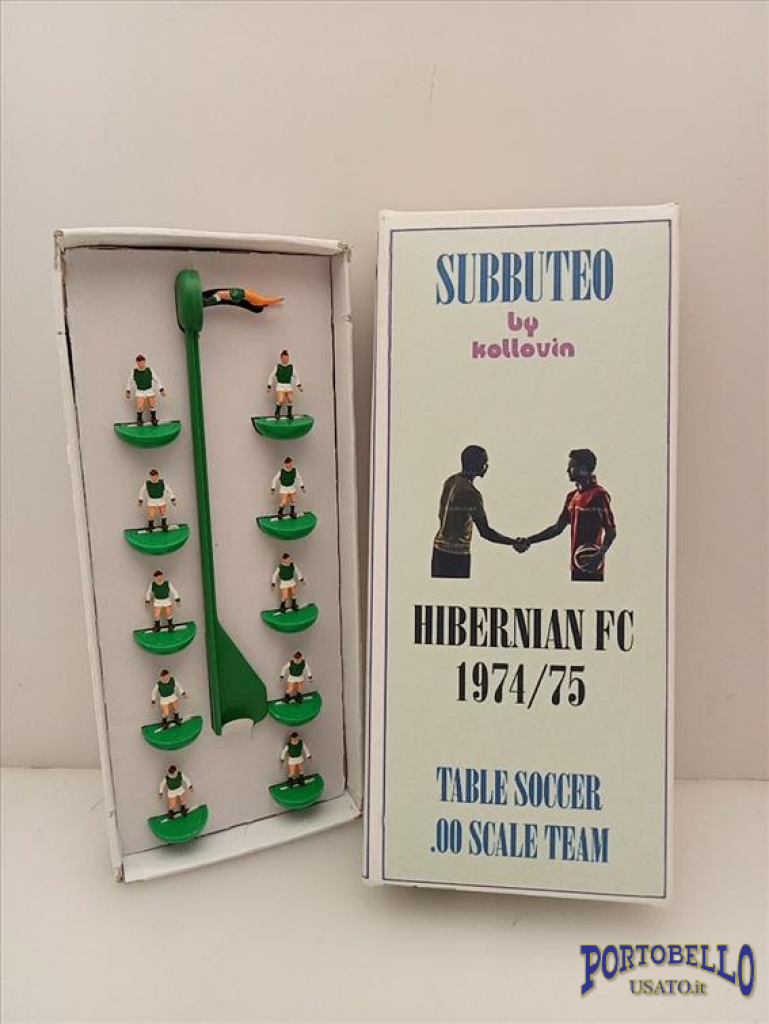 SUBBUTEO
by
kollovin
HIBERNIAN FC
1974/75
TABLE SOCCER
.00 SCALE TEAM
PORTOBELLO
USATO.it